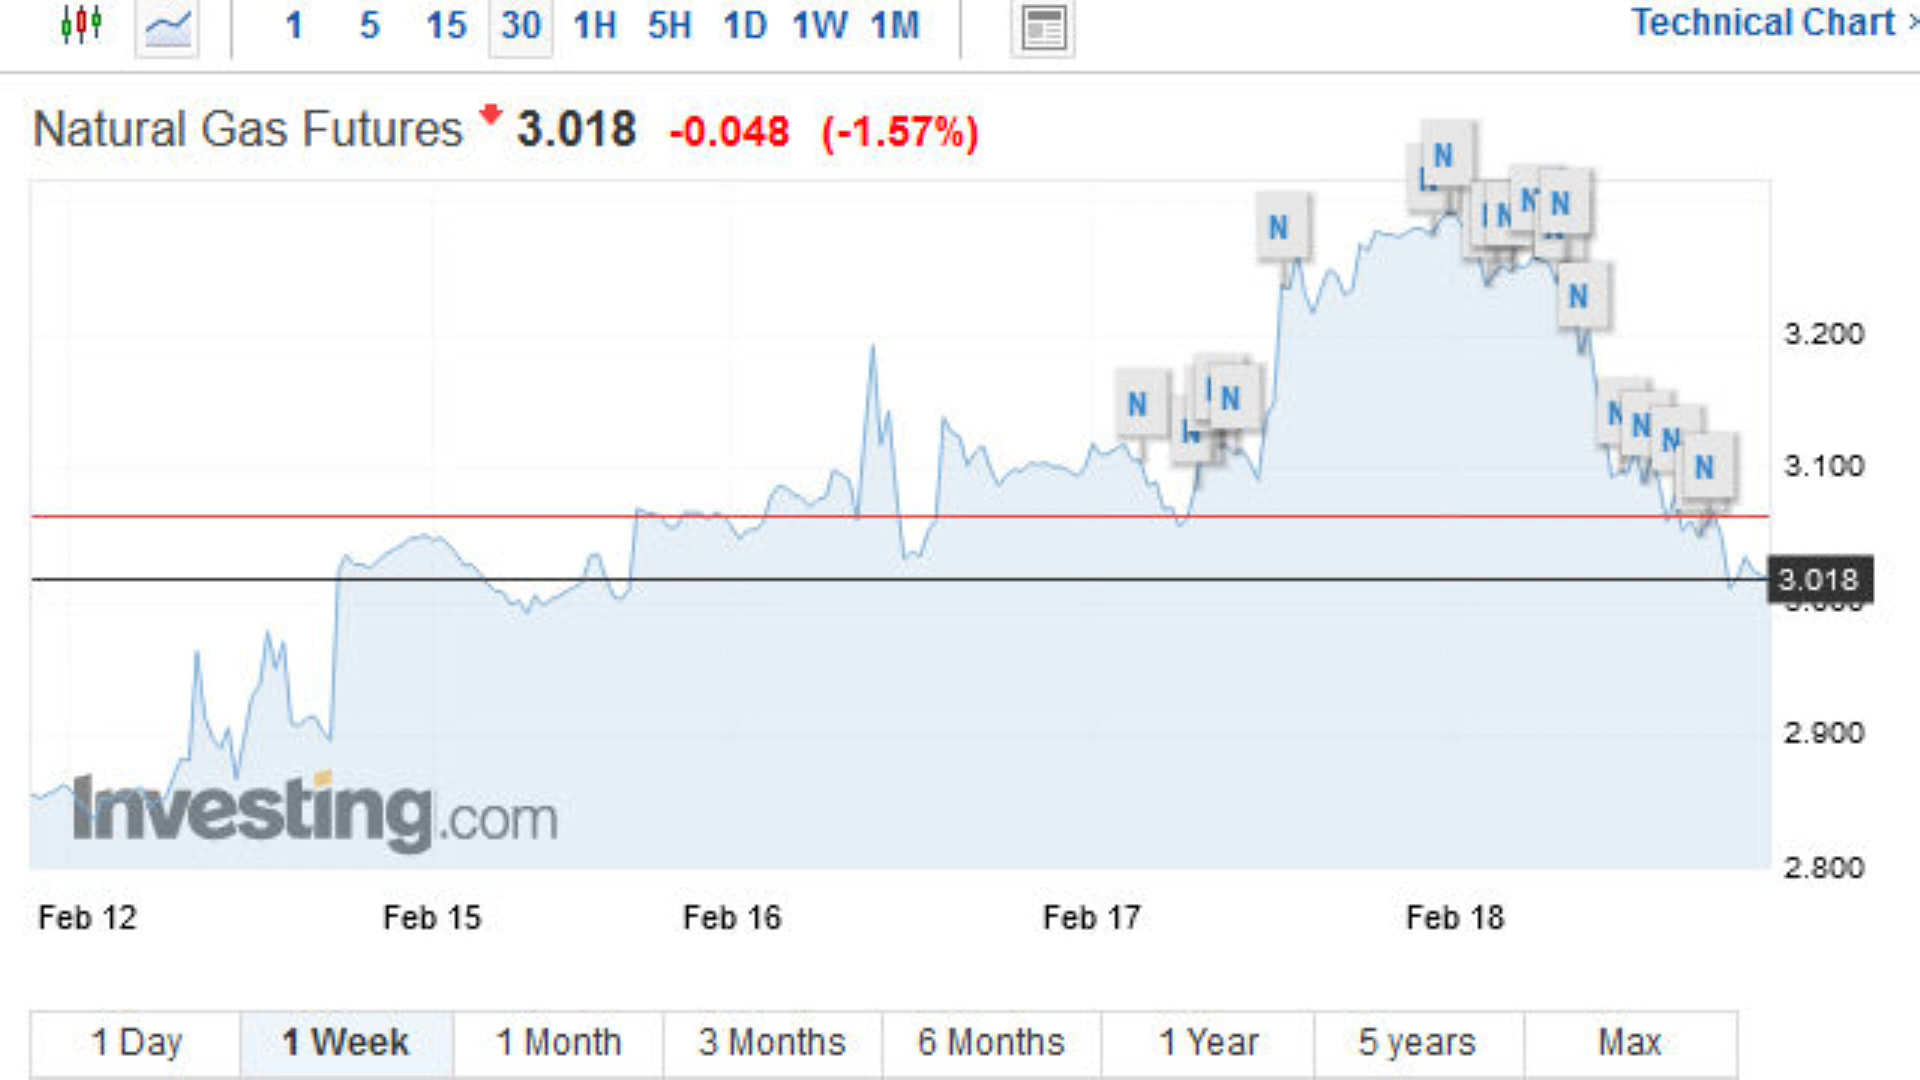 1 5 15 30 1H 5H 1D 1W 1M
Technical Chart
Natural Gas Futures 3.018 -0.048 (-1.57%)
N
N
N
N
N
N
N
N
N
N
N
N
N
N
3.200
3.100
3.018
2.900
2.800
Investing.com
Feb 12 Feb 15 Feb 16 Feb 17 Feb 18
1 Day 1 Week 1 Month 3 Months 6 Months 1 Year 5 years Max